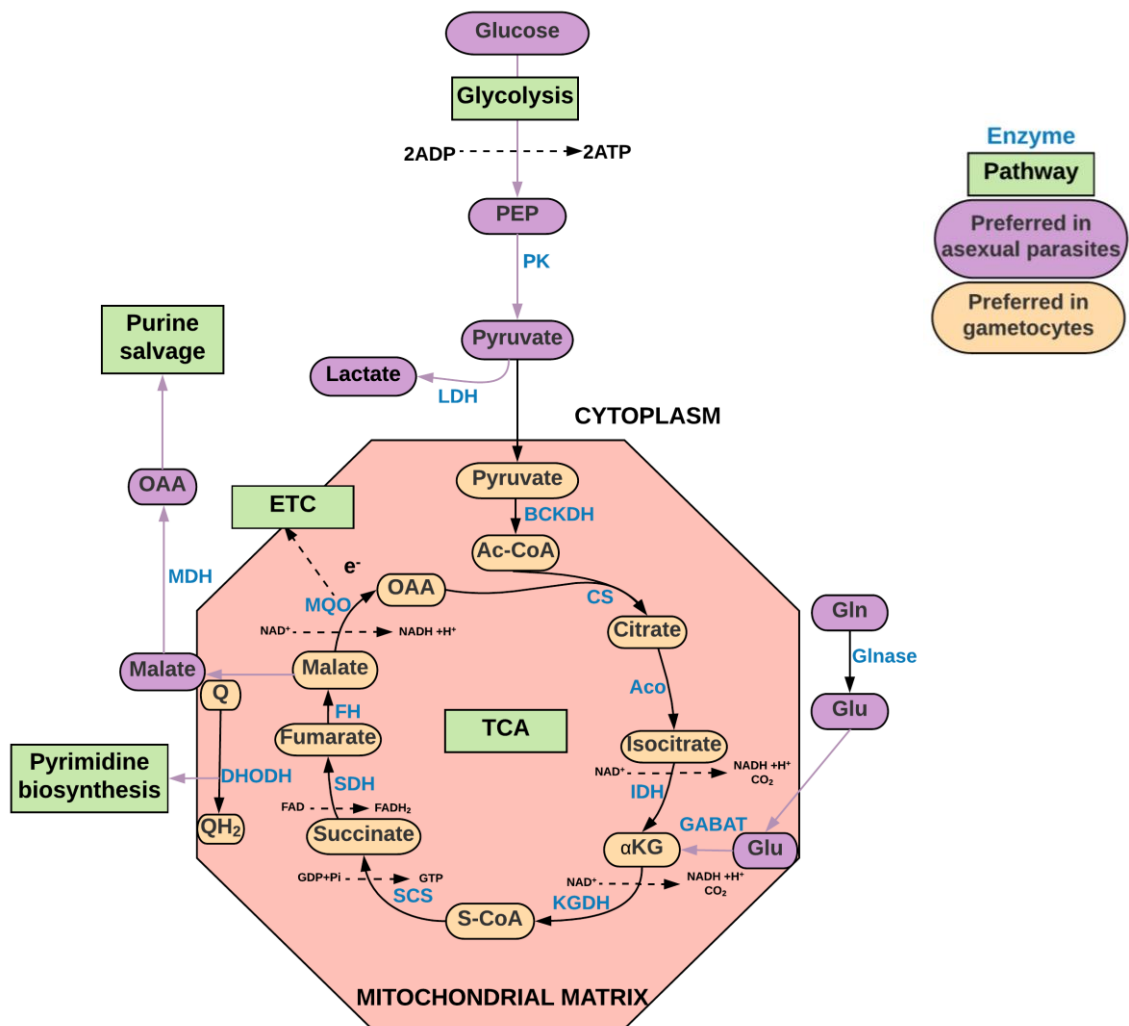 Glucose
Glycolysis
2ADP
2ATP
PEP
PK
Pyruvate
Lactate
LDH
CYTOPLASM
Enzyme
Pathway
Preferred in
asexual parasites
Preferred in
gametocytes
Purine
salvage
OAA
MDH
Malate
Pyrimidine
biosynthesis
DHODH
Q
QH₂
Pyruvate
BCKDH
Ac-CoA
ETC
e⁻
MQO
OAA
CS
Citrate
NAD⁺
NADH +H⁺
Malate
Aco
FH
Fumarate
TCA
Isocitrate
NAD⁺
NADH +H⁺
CO₂
IDH
SDH
FAD
FADH₂
Succinate
αKG
GABAT
Glu
Gln
Glnase
Glu
GDP+Pi
GTP
SCS
NAD⁺
NADH +H⁺
CO₂
KGDH
S-CoA
MITOCHONDRIAL MATRIX